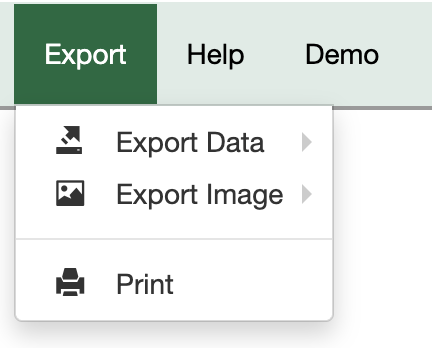 Export Help Demo
Export Data
Export Image
Print